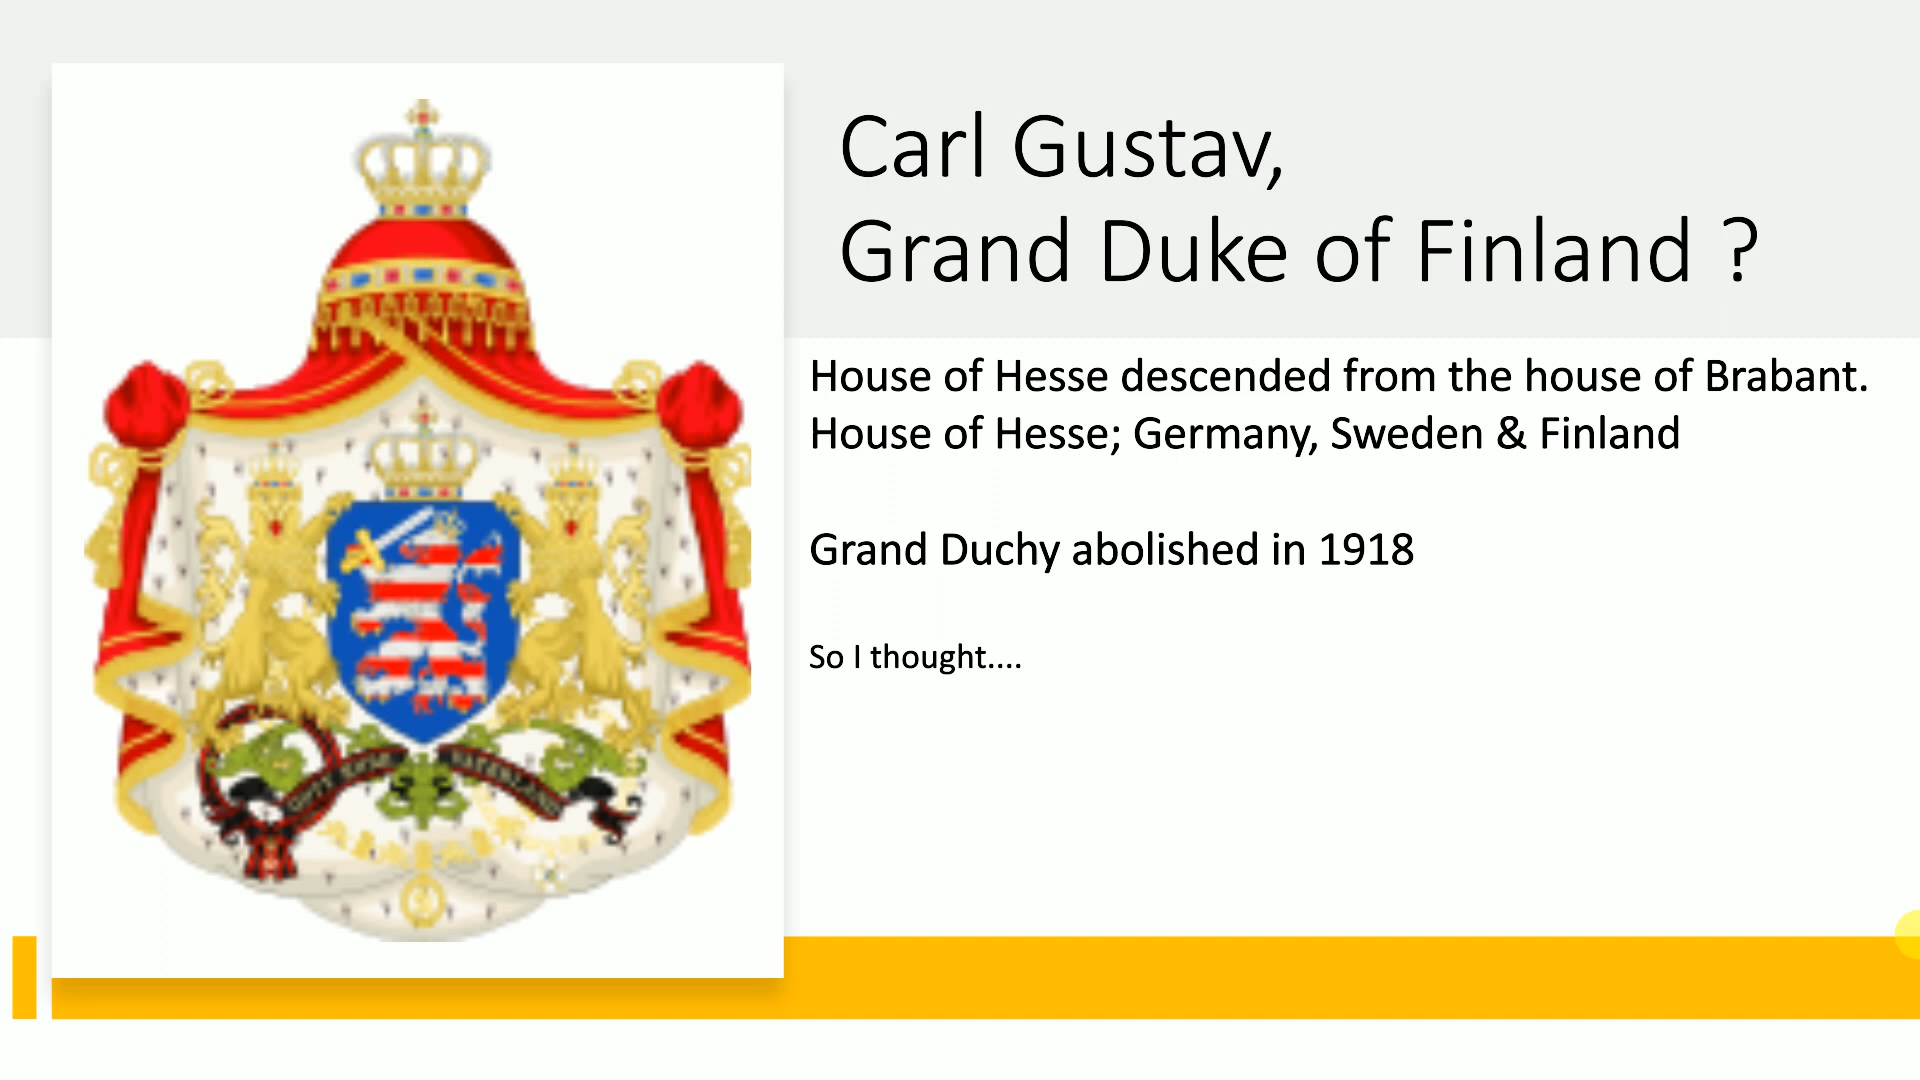 Carl Gustav,
Grand Duke of Finland ?
House of Hesse descended from the house of Brabant.
House of Hesse; Germany, Sweden & Finland
Grand Duchy abolished in 1918
So I thought....
VATERLAND